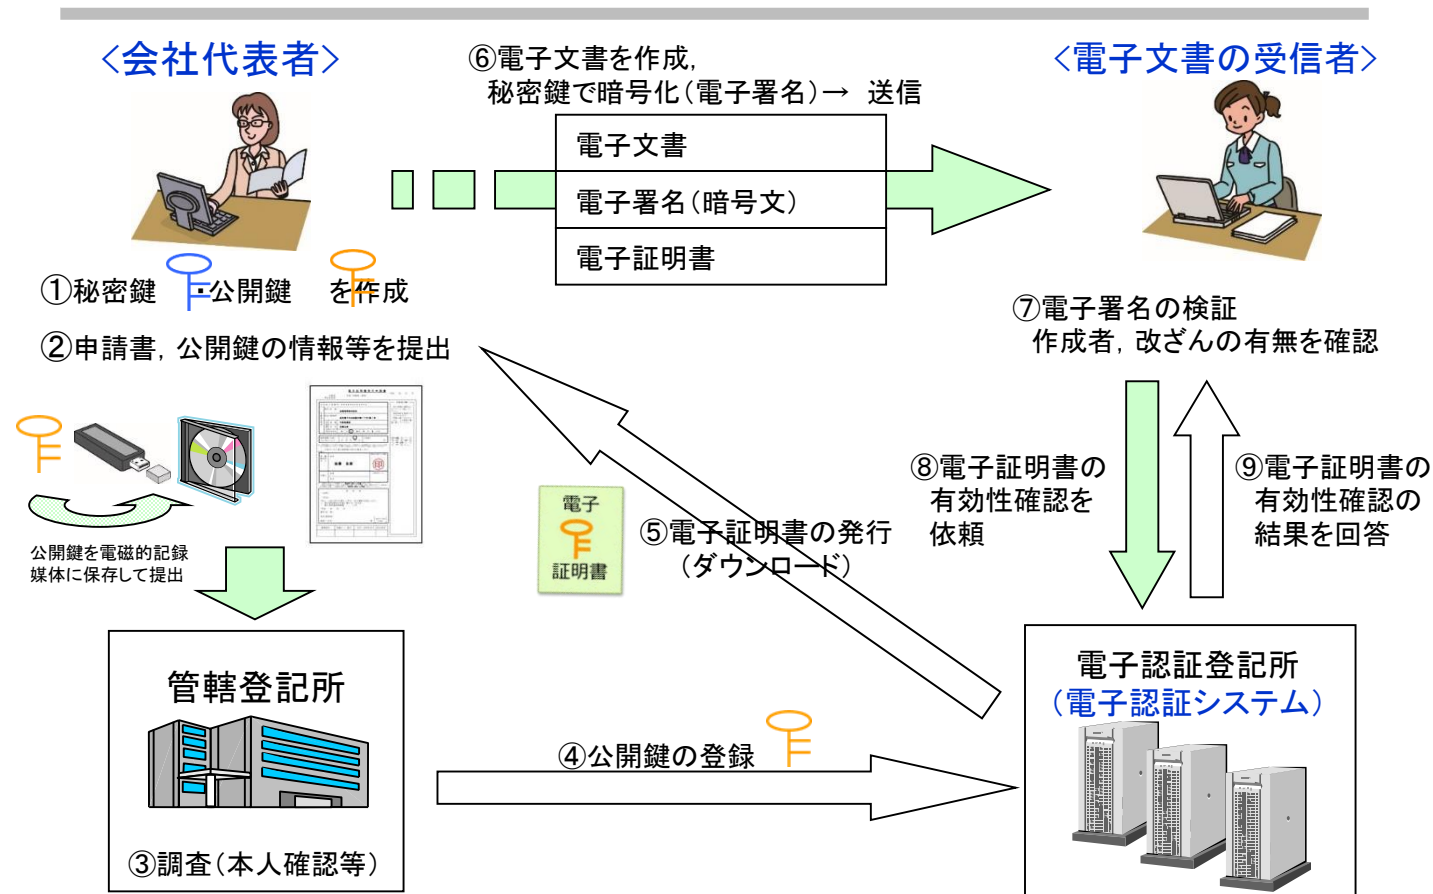 <会社代表者>
⑥電子文書を作成,
秘密鍵で暗号化(電子署名)→ 送信
<電子文書の受信者>
電子文書
電子署名(暗号文)
電子証明書
①秘密鍵 ・公開鍵 を作成
②申請書, 公開鍵の情報等を提出
⑦電子署名の検証
作成者, 改ざんの有無を確認
公開鍵を電磁的記録
媒体に保存して提出
電子
証明書
⑤電子証明書の発行
(ダウンロード)
⑧電子証明書の
有効性確認を
依頼
⑨電子証明書の
有効性確認の
結果を回答
管轄登記所
③調査(本人確認等)
④公開鍵の登録
電子認証登記所
(電子認証システム)
印